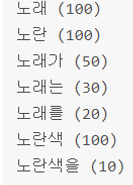 노래 (100)
노란 (100)
노래가 (50)
노래는 (30)
노래를 (20)
노란색 (100)
노란색을 (10)